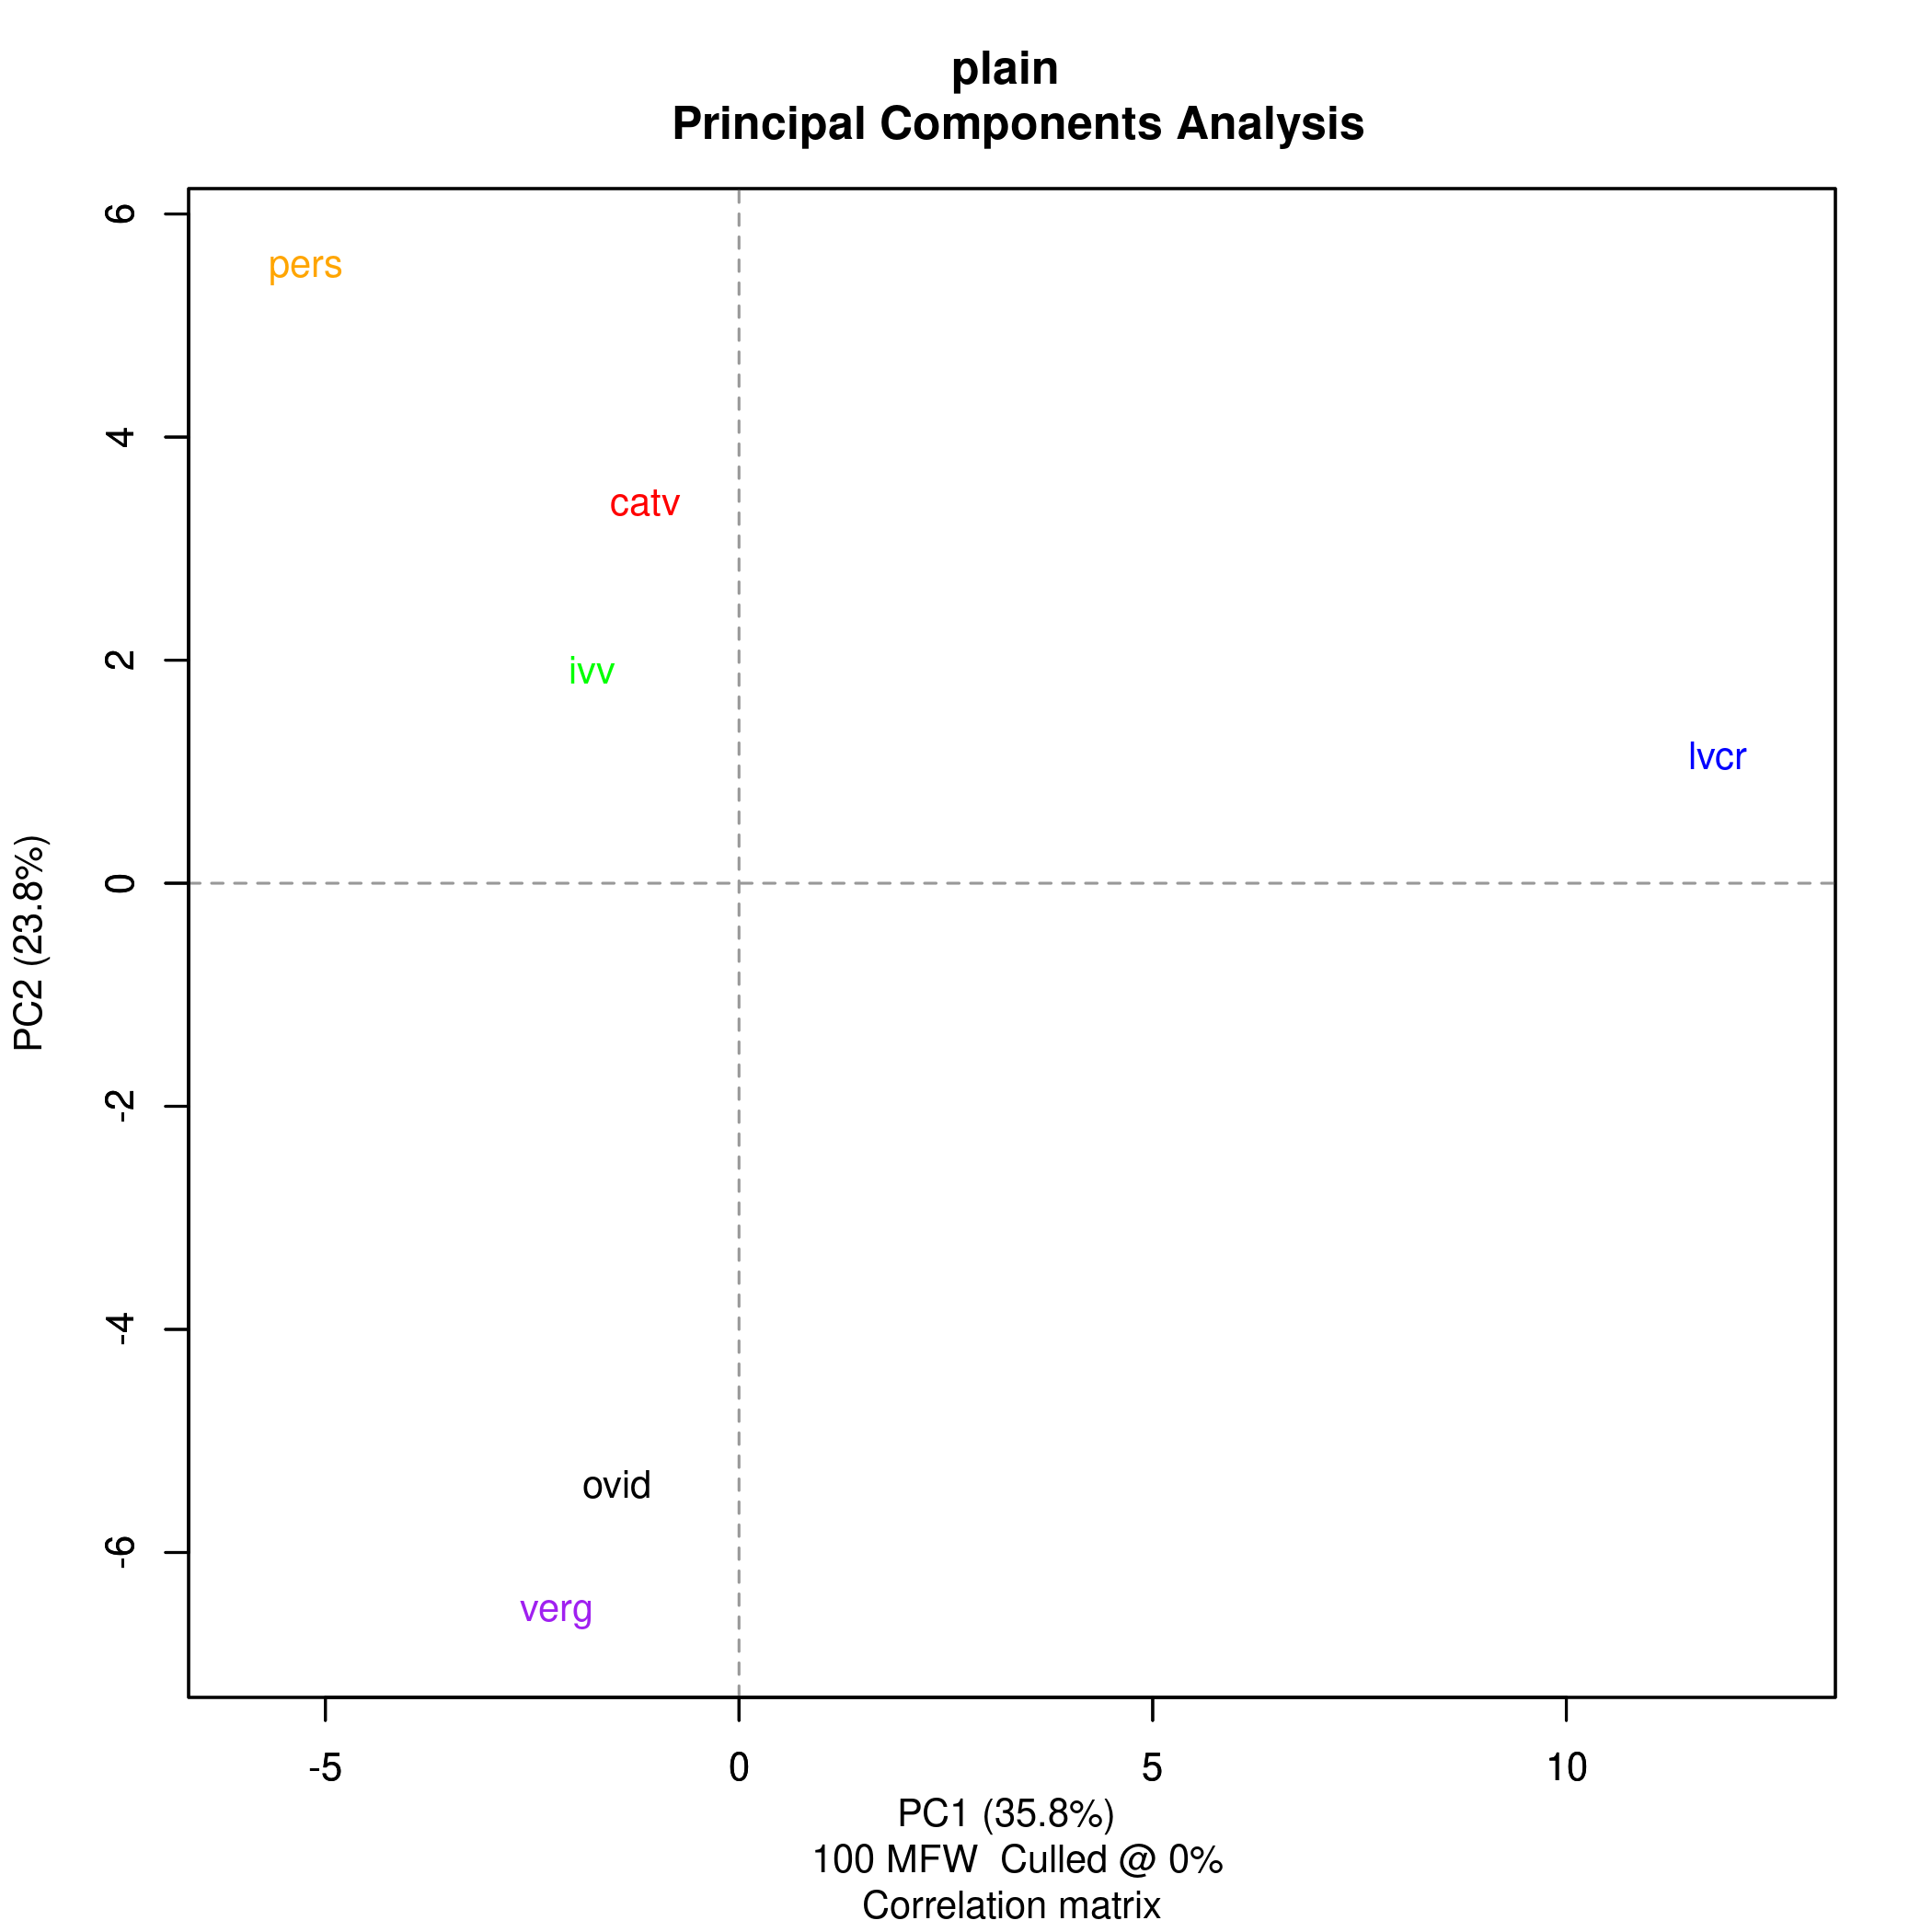 plain
Principal Components Analysis
6
pers
4
catv
2
ivv
lvcr
PC2 (23.8%)
0
-2
-4
ovid
-6
verg
-5 0 5 10
PC1 (35.8%)
100 MFW  Culled @ 0%
Correlation matrix